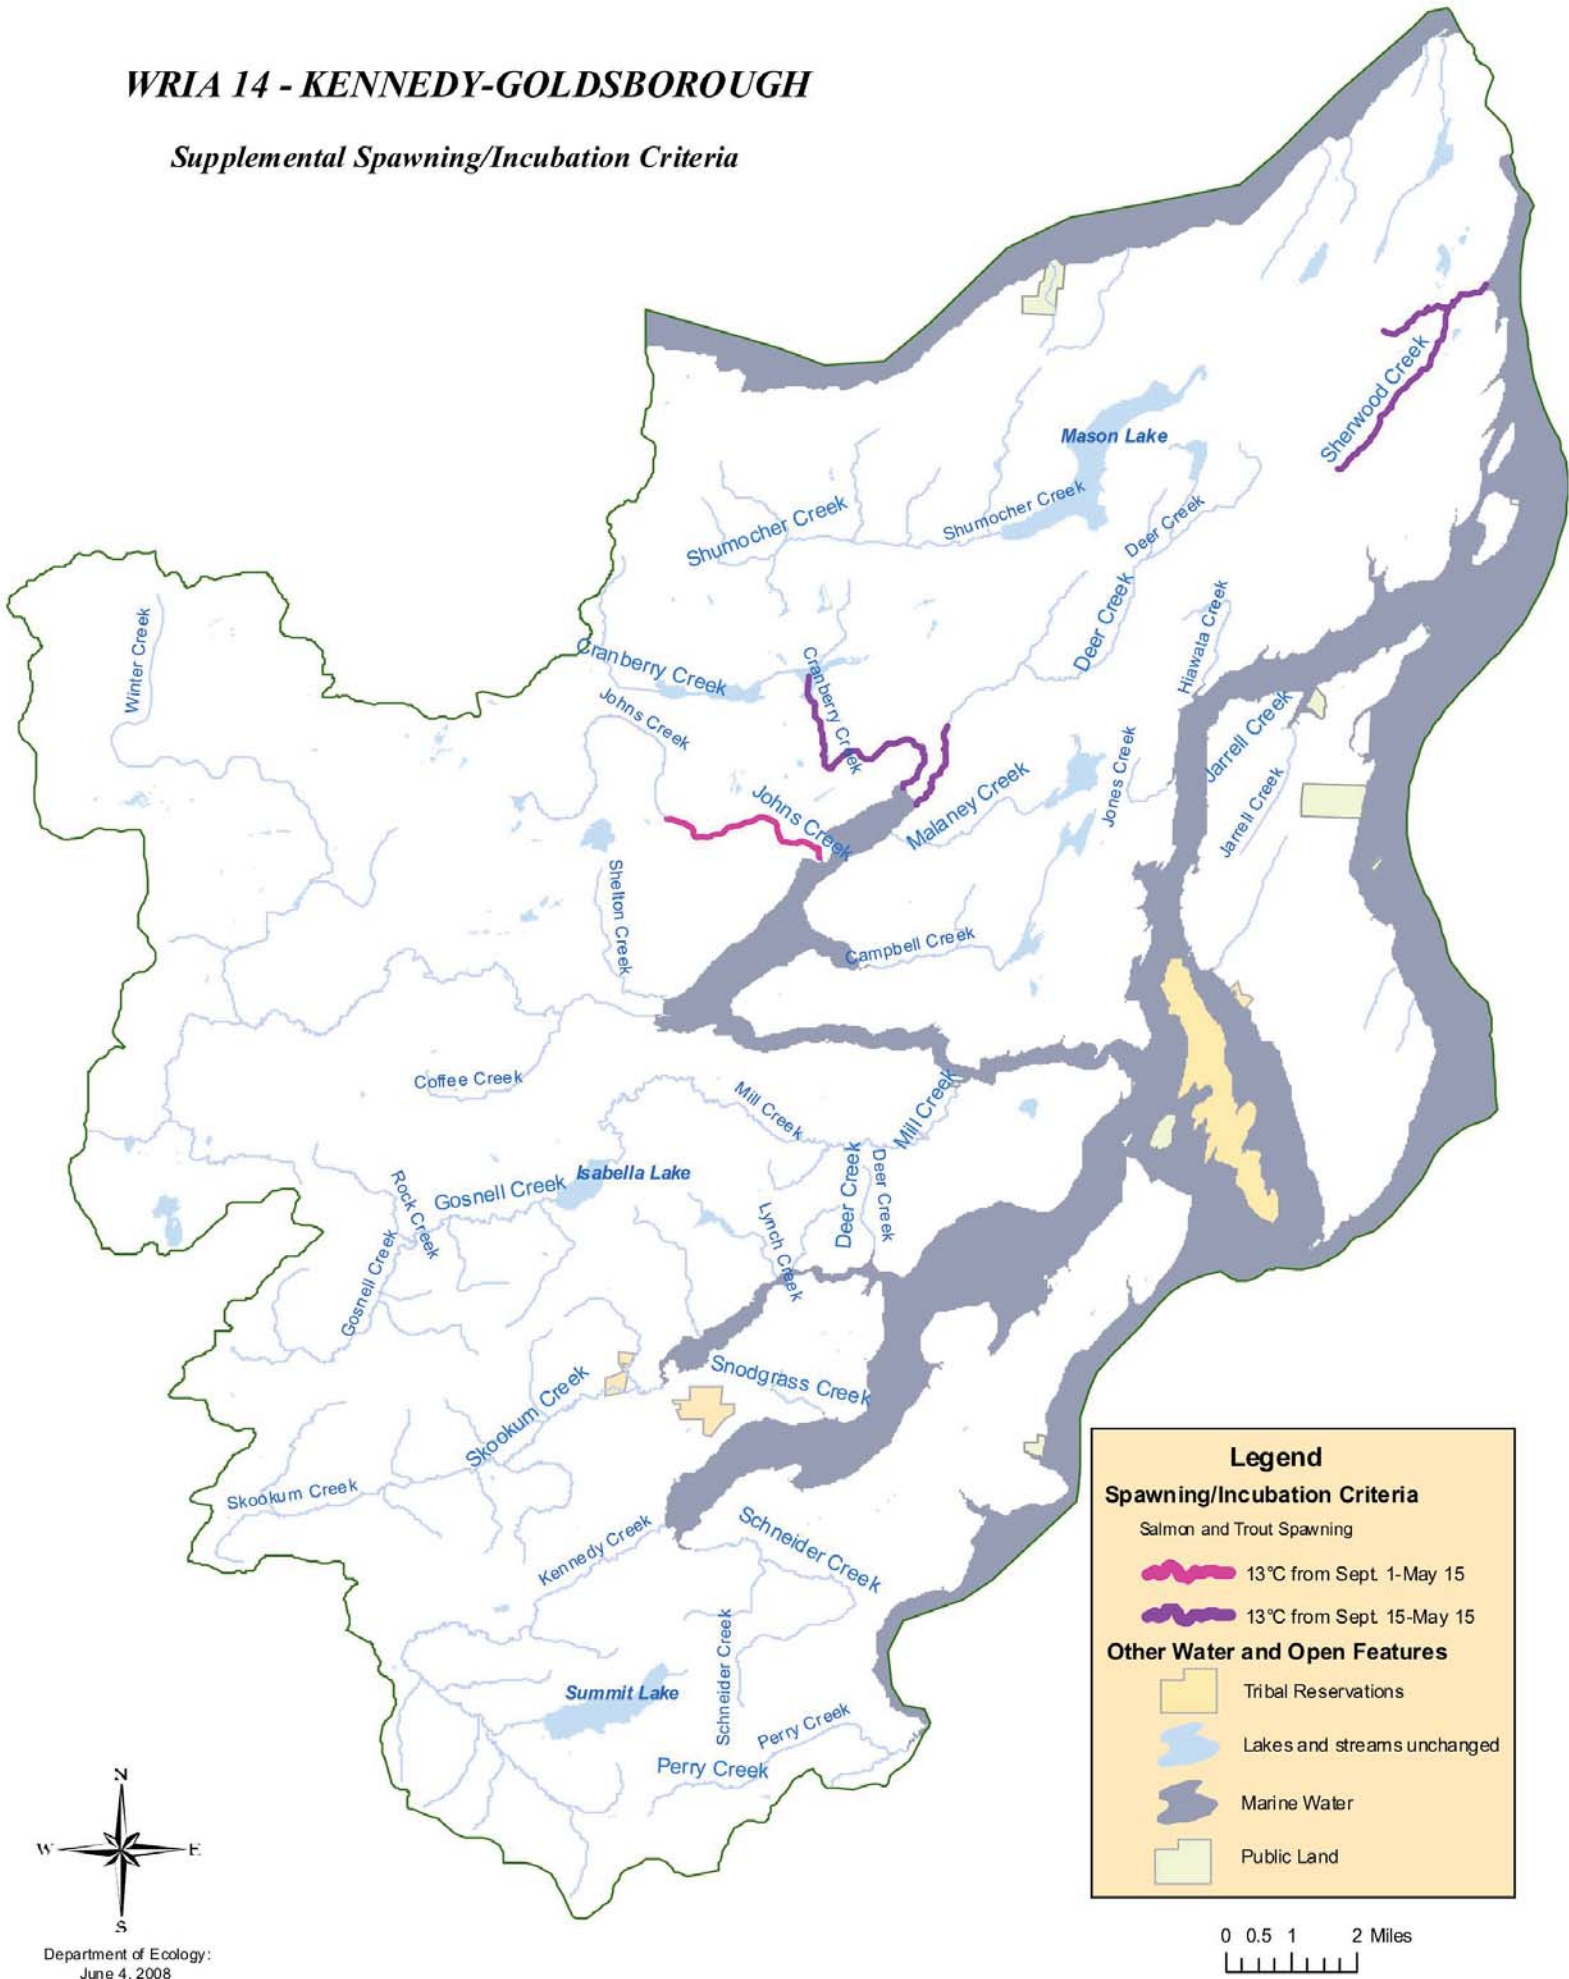 WRIA 14 - KENNEDY-GOLDSBOROUGH
Supplemental Spawning/Incubation Criteria
Sherwood Creek
Mason Lake
Shumocher Creek
Shumocher Creek
Deer Creek
Deer Creek
Hiawata Creek
Winter Creek
Cranberry Creek
Cranberry Creek
Johns Creek
Johns Creek
Malaney Creek
Jones Creek
Jarrell Creek
Jarrell Creek
Shelton Creek
Campbell Creek
Coffee Creek
Mill Creek
Mill Creek
Isabella Lake
Gosnell Creek
Rock Creek
Gosnell Creek
Lynch Creek
Deer Creek
Deer Creek
Snodgrass Creek
Skookum Creek
Skookum Creek
Kennedy Creek
Schneider Creek
Schneider Creek
Summit Lake
Perry Creek
Perry Creek
Legend
Spawning/Incubation Criteria
Salmon and Trout Spawning
13°C from Sept. 1-May 15
13°C from Sept. 15-May 15
Other Water and Open Features
Tribal Reservations
Lakes and streams unchanged
Marine Water
Public Land
N
W E
S
Department of Ecology:
June 4, 2008
0 0.5 1 2 Miles